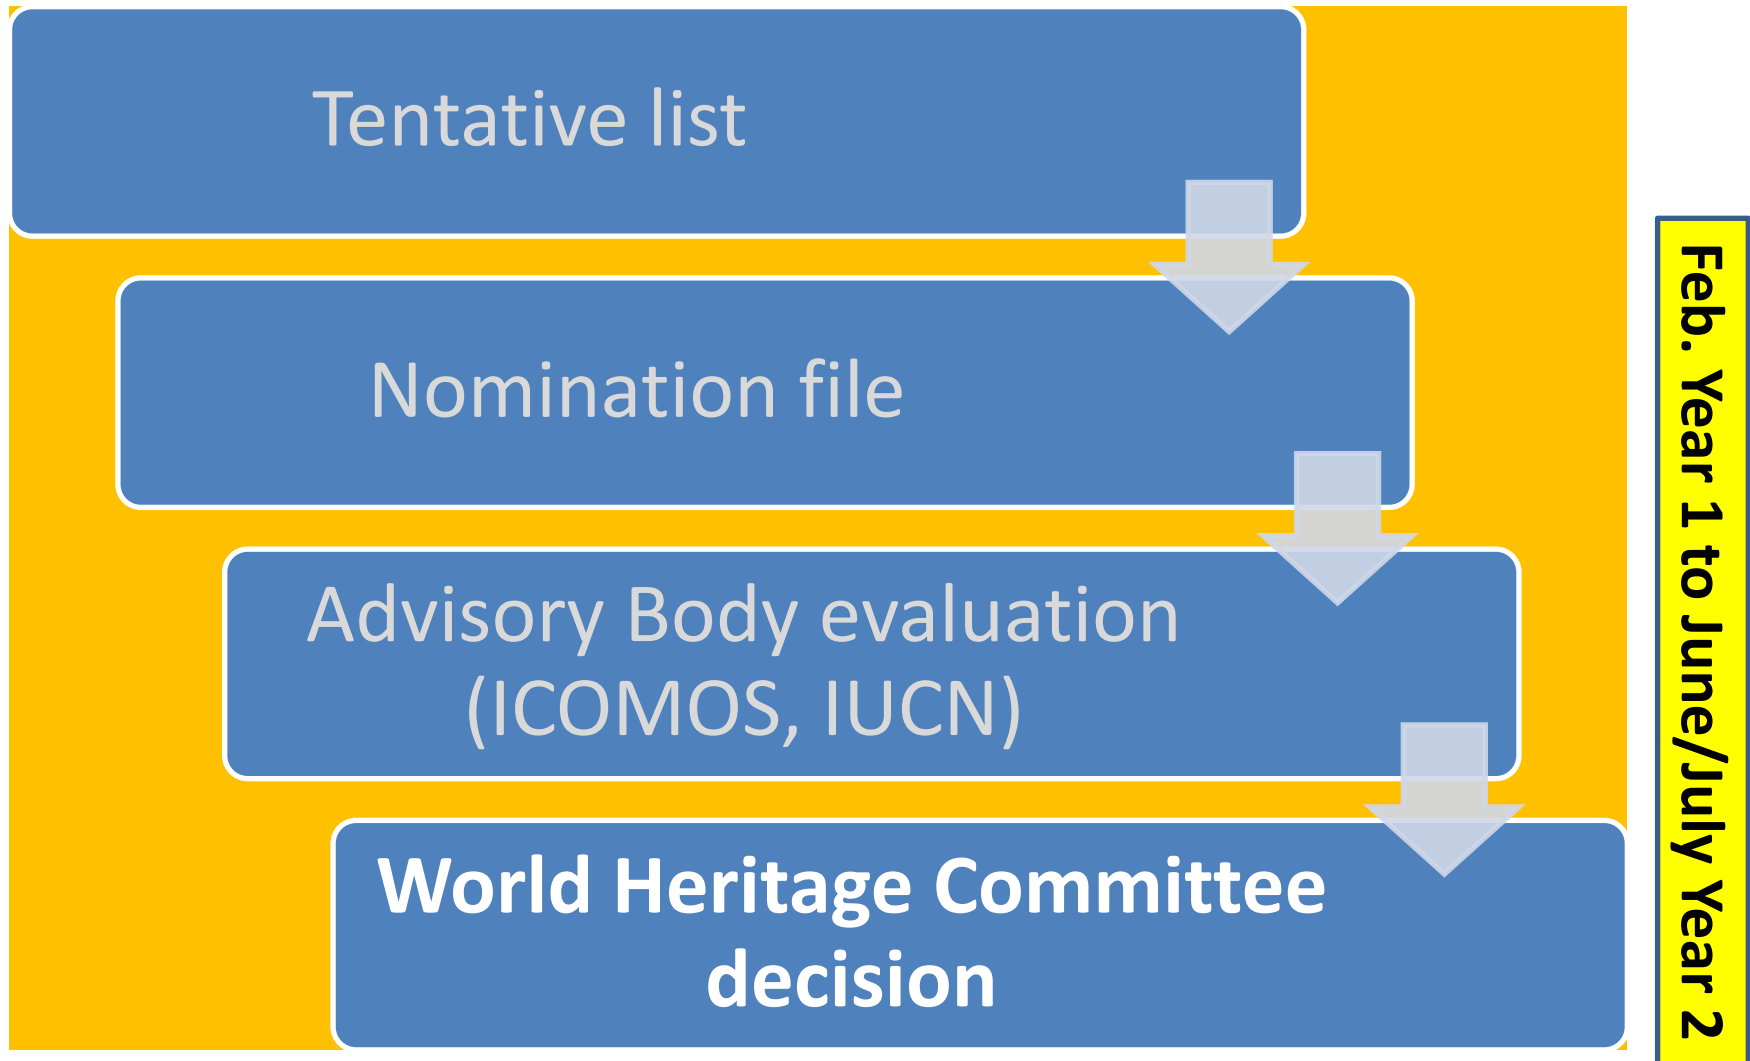 Tentative list
Nomination file
Advisory Body evaluation
(ICOMOS, IUCN)
World Heritage Committee
decision
Feb. Year 1 to June/July Year 2